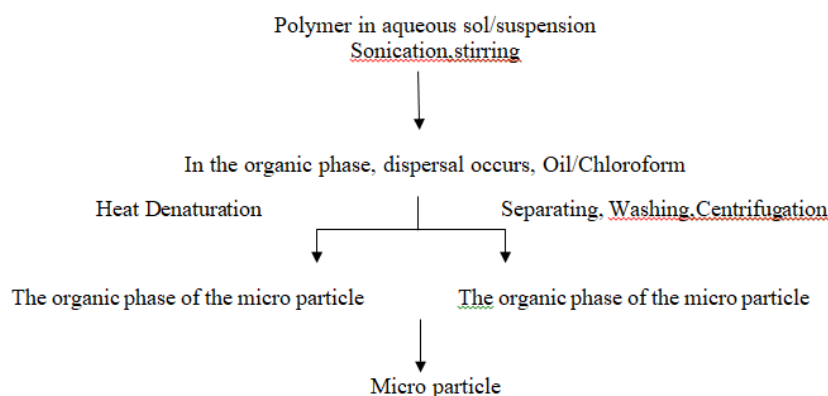 Polymer in aqueous sol/suspension
Sonication,stirring
In the organic phase, dispersal occurs, Oil/Chloroform
Heat Denaturation
Separating, Washing,Centrifugation
The organic phase of the micro particle
The organic phase of the micro particle
Micro particle